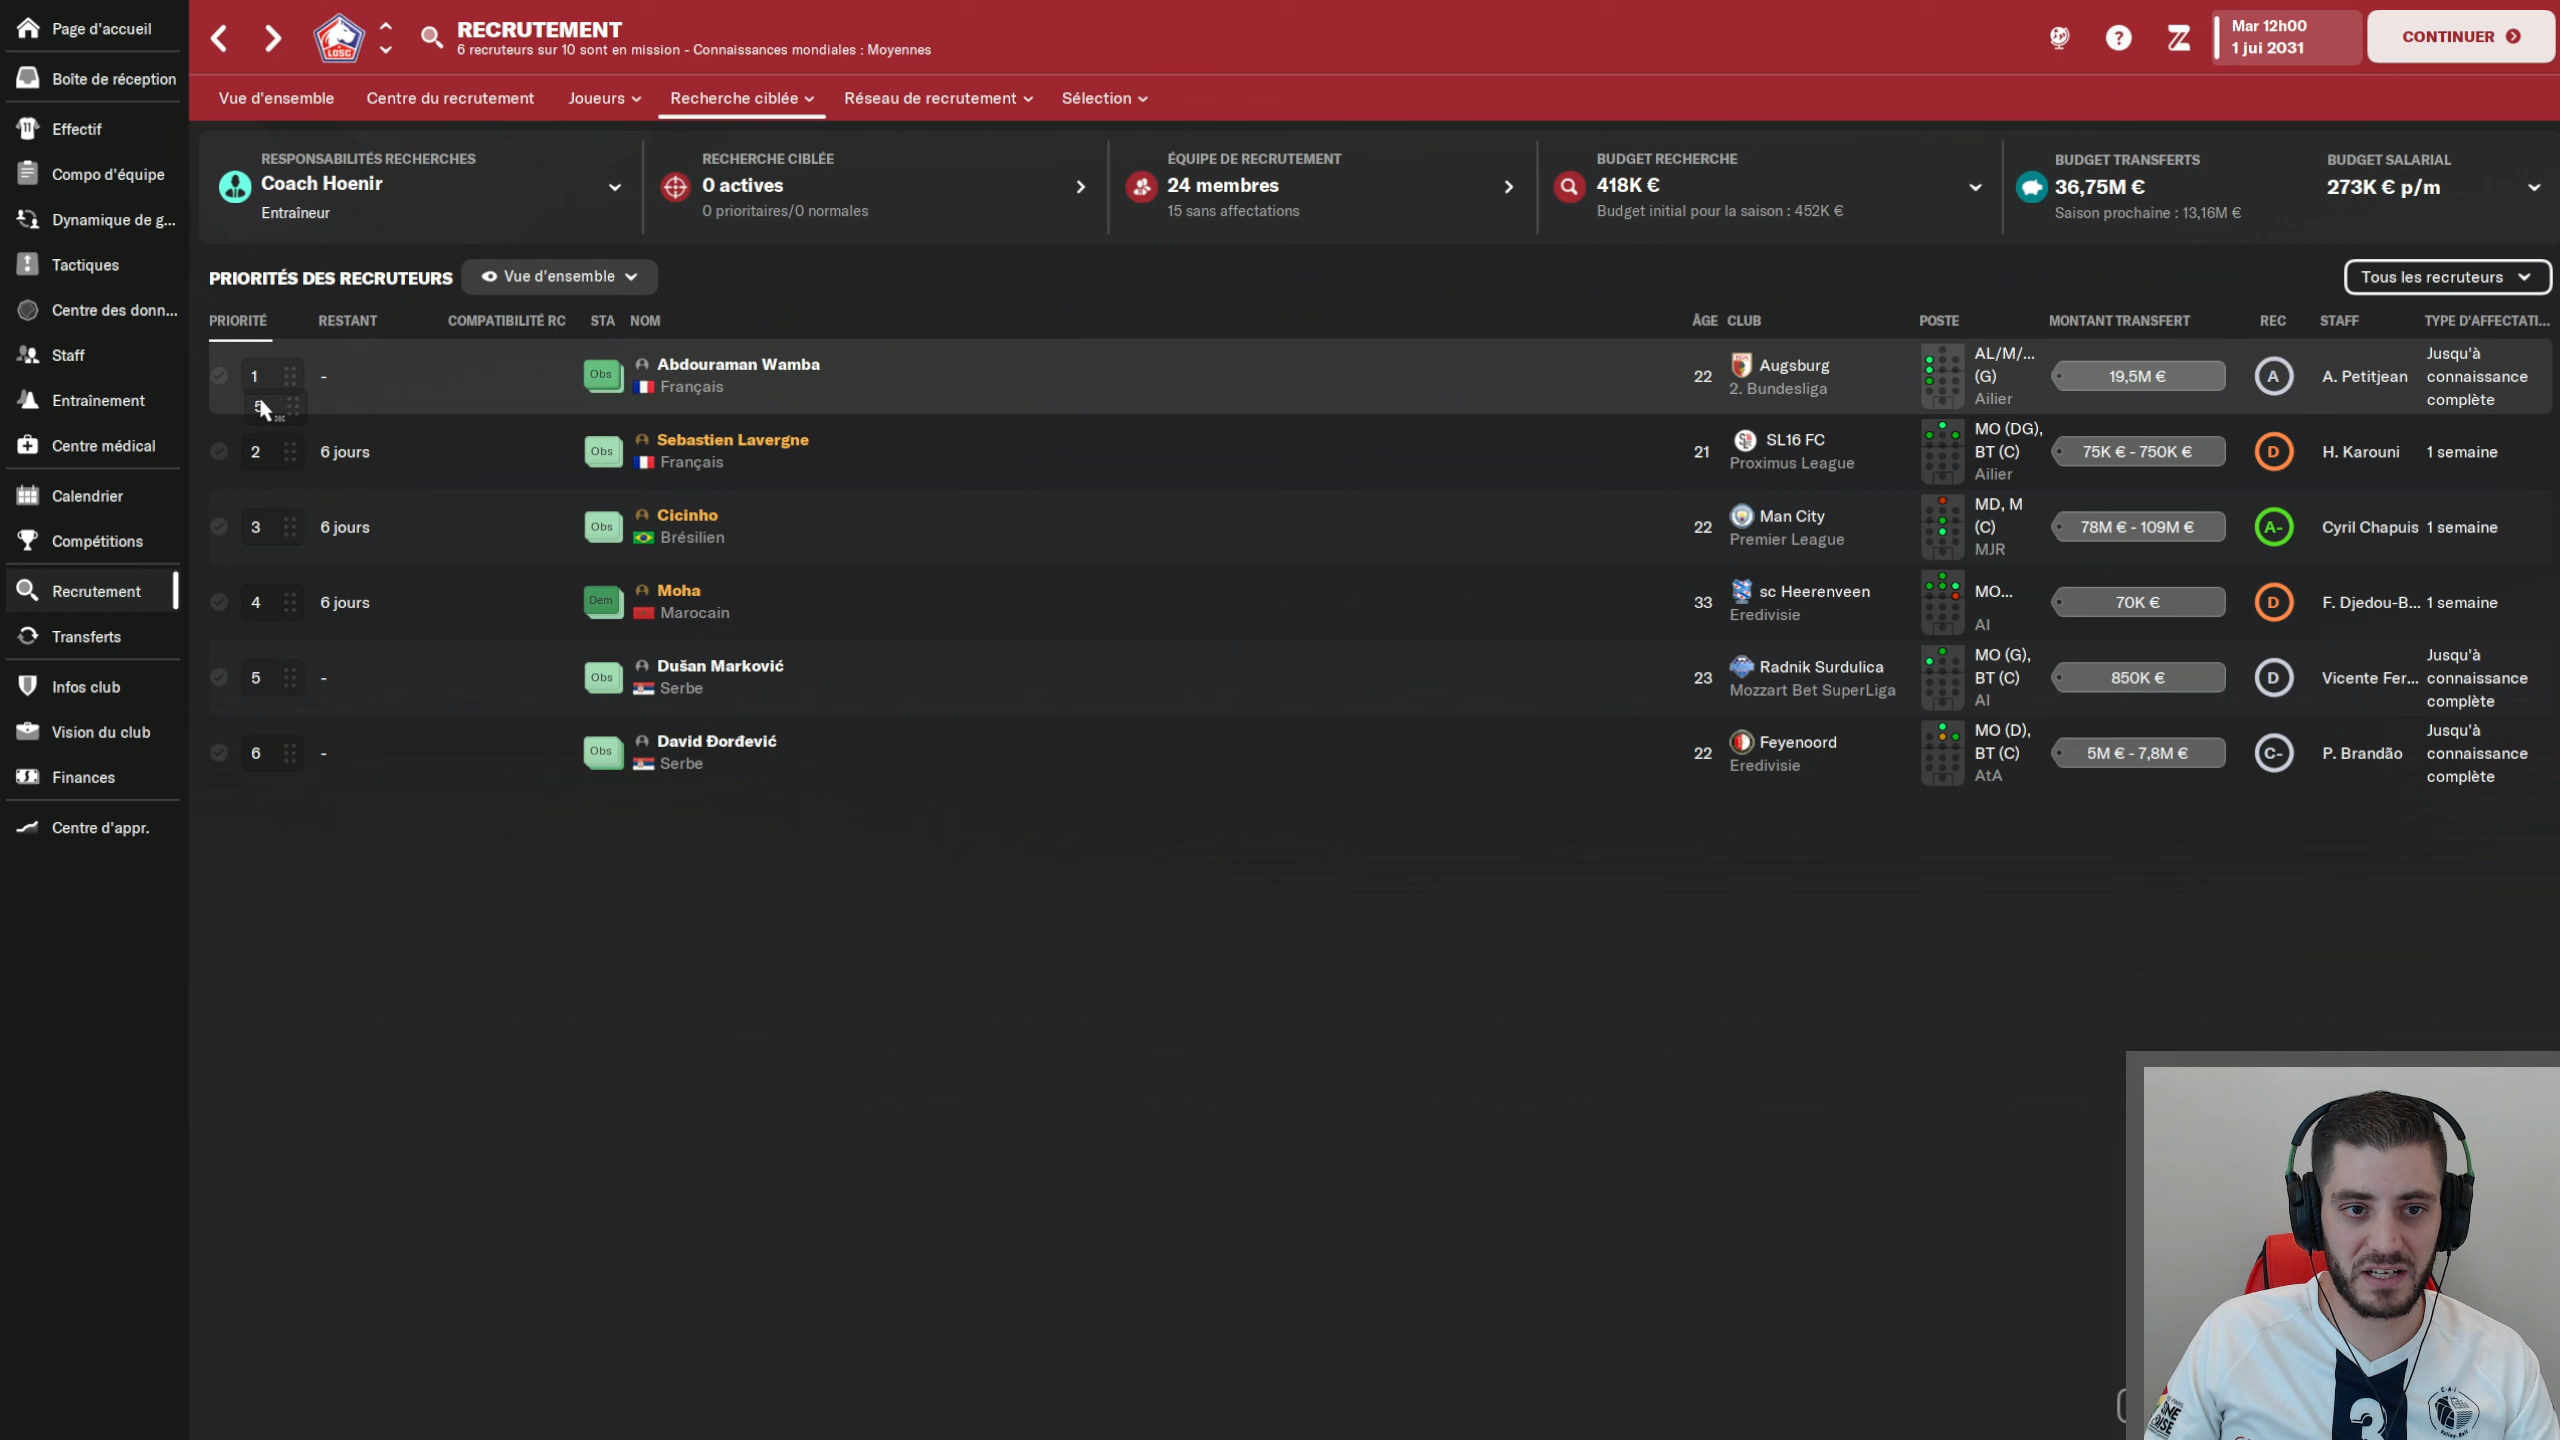 Page d'accueil
Boîte de réception
Effectif
Compo d'équipe
Dynamique de g...
Tactiques
Centre des donn...
Staff
Entraînement
Centre médical
Calendrier
Compétitions
Recrutement
Transferts
Infos club
Vision du club
Finances
Centre d'appr.
LOSC
RECRUTEMENT
6 recruteurs sur 10 sont en mission - Connaissances mondiales : Moyennes
Mar 12h00
1 jui 2031
CONTINUER
Vue d'ensemble
Centre du recrutement
Joueurs
Recherche ciblée
Réseau de recrutement
Sélection
RESPONSABILITÉS RECHERCHES
Coach Hoenir
Entraîneur
RECHERCHE CIBLÉE
0 actives
0 prioritaires/0 normales
ÉQUIPE DE RECRUTEMENT
24 membres
15 sans affectations
BUDGET RECHERCHE
418K €
Budget initial pour la saison : 452K €
BUDGET TRANSFERTS
36,75M €
Saison prochaine : 13,16M €
BUDGET SALARIAL
273K € p/m
PRIORITÉS DES RECRUTEURS
Vue d'ensemble
Tous les recruteurs
PRIORITÉ RESTANT COMPATIBILITÉ RC STA NOM ÂGE CLUB POSTE MONTANT TRANSFERT REC STAFF TYPE D'AFFECTATI...
1 - Obs Abdouraman Wamba
Français
22 Augsburg
2. Bundesliga
AL/M/...
(G)
Ailier
19,5M € A A. Petitjean
Jusqu'à
connaissance
complète
5
2 6 jours Obs Sebastien Lavergne
Français
21 SL16 FC
Proximus League
MO (DG),
BT (C)
Ailier
75K € - 750K € D H. Karouni 1 semaine
3 6 jours Obs Cicinho
Brésilien
22 Man City
Premier League
MD, M
(C)
MJR
78M € - 109M € A- Cyril Chapuis 1 semaine
4 6 jours Dem Moha
Marocain
33 sc Heerenveen
Eredivisie
MO...
AI
70K € D F. Djedou-B... 1 semaine
5 - Obs Dušan Marković
Serbe
23 Radnik Surdulica
Mozzart Bet SuperLiga
MO (G),
BT (C)
AI
850K € D Vicente Fer...
Jusqu'à
connaissance
complète
6 - Obs David Đorđević
Serbe
22 Feyenoord
Eredivisie
MO (D),
BT (C)
AtA
5M € - 7,8M € C- P. Brandão
Jusqu'à
connaissance
complète
3